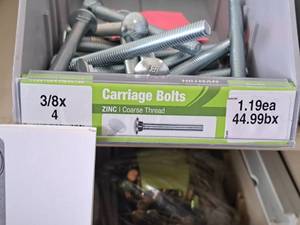 Carriage Bolts
ZINC | Coarse Thread
3/8x
4
1.19ea
44.99bx